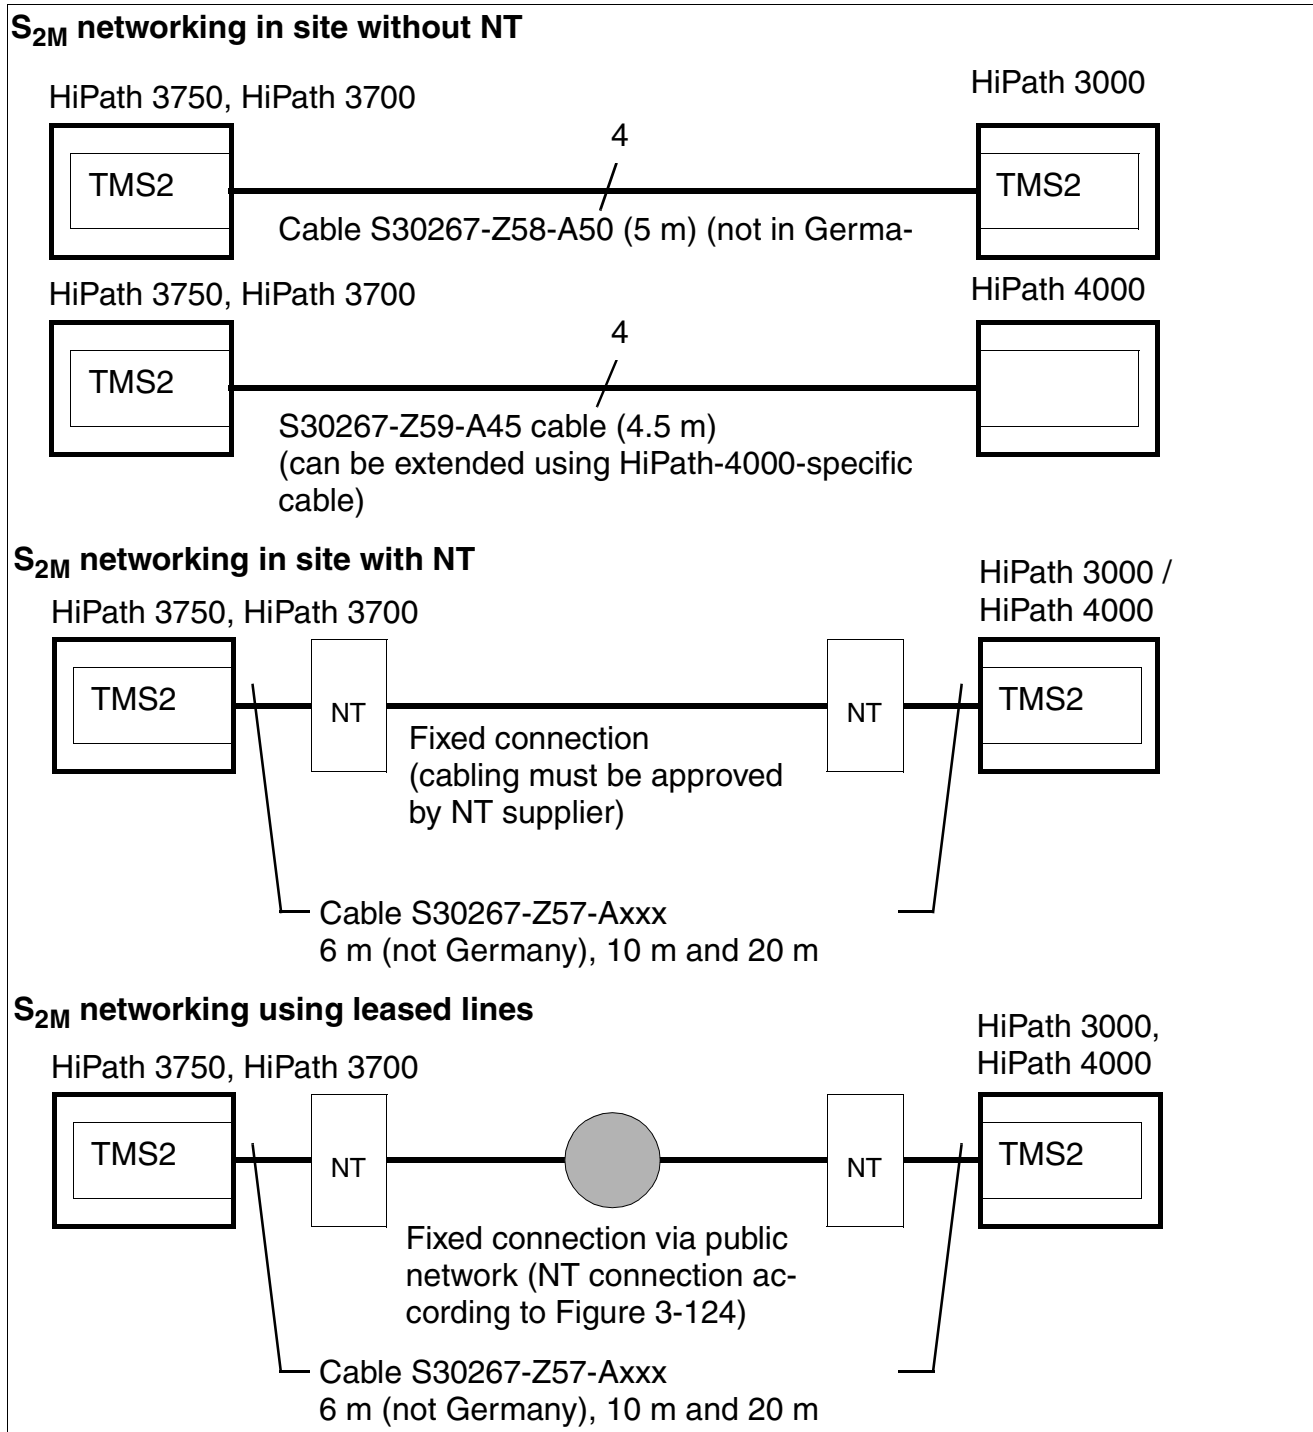 S2M networking in site without NT
HiPath 3750, HiPath 3700
HiPath 3000
4
TMS2
TMS2
Cable S30267-Z58-A50 (5 m) (not in Germa-
HiPath 3750, HiPath 3700
HiPath 4000
4
TMS2
S30267-Z59-A45 cable (4.5 m)
(can be extended using HiPath-4000-specific
cable)
S2M networking in site with NT
HiPath 3750, HiPath 3700
HiPath 3000 /
HiPath 4000
TMS2
NT
NT
TMS2
Fixed connection
(cabling must be approved
by NT supplier)
Cable S30267-Z57-Axxx
6 m (not Germany), 10 m and 20 m
S2M networking using leased lines
HiPath 3750, HiPath 3700
HiPath 3000,
HiPath 4000
TMS2
NT
NT
TMS2
Fixed connection via public
network (NT connection ac-
cording to Figure 3-124)
Cable S30267-Z57-Axxx
6 m (not Germany), 10 m and 20 m